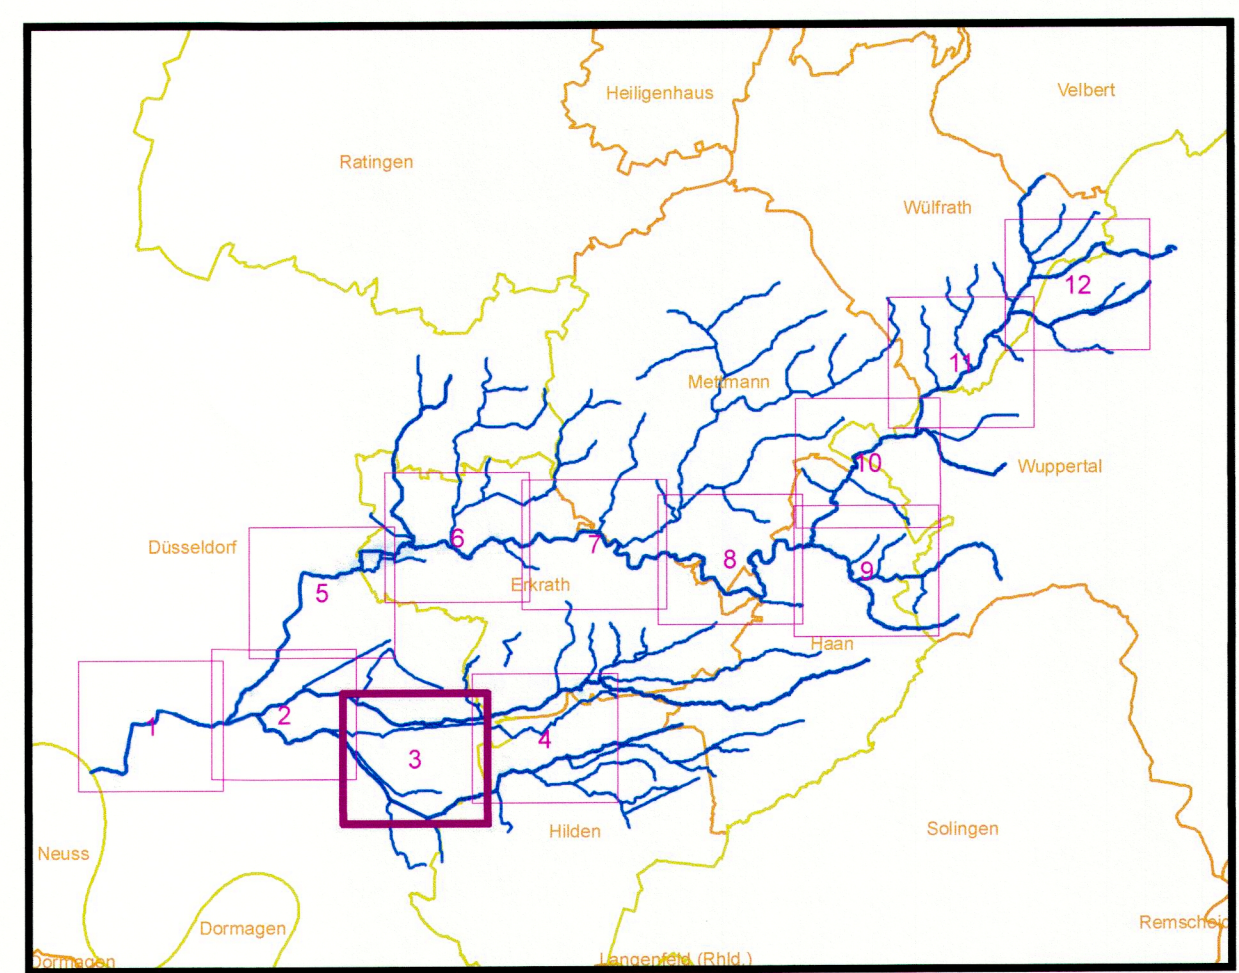 Heiligenhaus
Velbert
Ratingen
Wülfrath
12
11
Mettmann
10
Wuppertal
6
7
Düsseldorf
8
9
5
Erkrath
Haan
2
1
4
3
Hilden
Solingen
Neuss
Dormagen
Remscheid
Dormagen
Langenfeld (Rhld.)